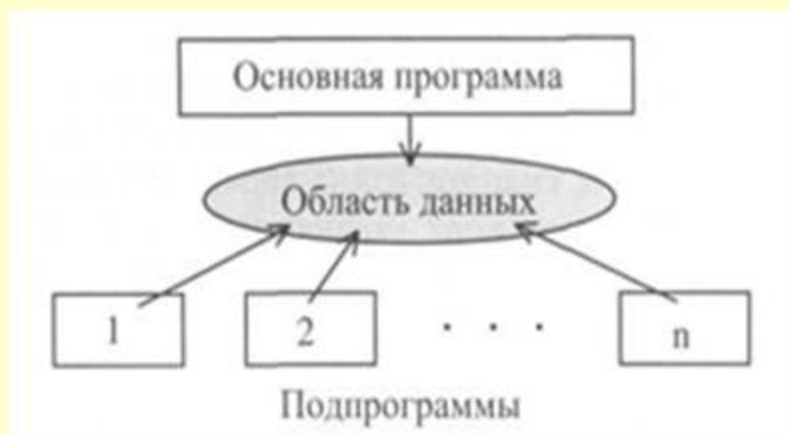 Основная программа
Область данных
1 2 . . . n
Подпрограммы